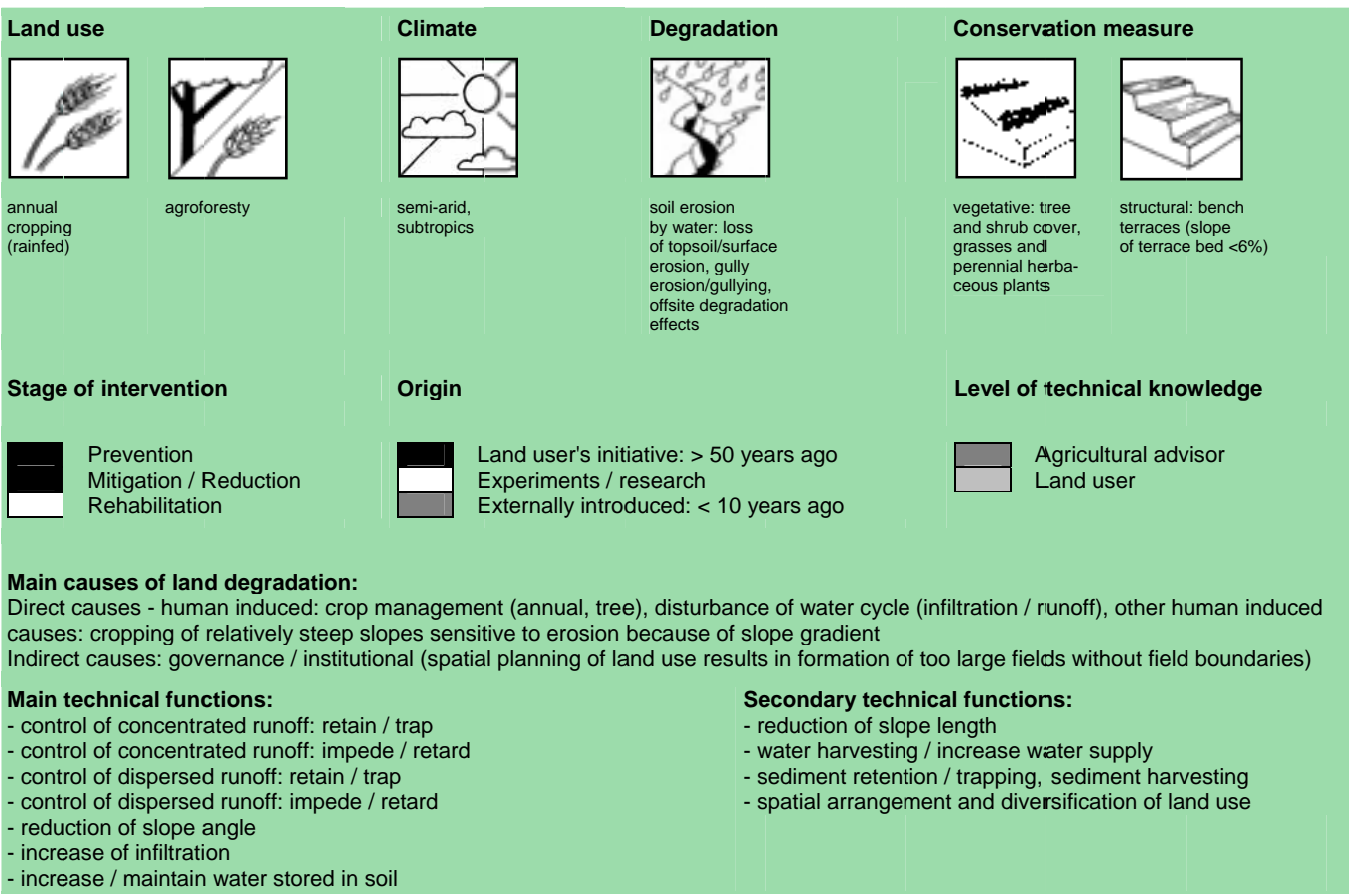 Land use
Climate
Degradation
Conservation measure
annual
cropping
(rainfed)
agroforesty
semi-arid,
subtropics
soil erosion
by water: loss
of topsoil/surface
erosion, gully
erosion/gullying,
offsite degradation
effects
vegetative: tree
and shrub cover,
grasses and
perennial herba-
ceous plants
structural: bench
terraces (slope
of terrace bed <6%)
Stage of intervention
Prevention
Mitigation / Reduction
Rehabilitation
Origin
Land user's initiative: > 50 years ago
Experiments / research
Externally introduced: < 10 years ago
Level of technical knowledge
Agricultural advisor
Land user
Main causes of land degradation:
Direct causes - human induced: crop management (annual, tree), disturbance of water cycle (infiltration / runoff), other human induced
causes: cropping of relatively steep slopes sensitive to erosion because of slope gradient
Indirect causes: governance / institutional (spatial planning of land use results in formation of too large fields without field boundaries)
Main technical functions:
- control of concentrated runoff: retain / trap
- control of concentrated runoff: impede / retard
- control of dispersed runoff: retain / trap
- control of dispersed runoff: impede / retard
- reduction of slope angle
- increase of infiltration
- increase / maintain water stored in soil
Secondary technical functions:
- reduction of slope length
- water harvesting / increase water supply
- sediment retention / trapping, sediment harvesting
- spatial arrangement and diversification of land use